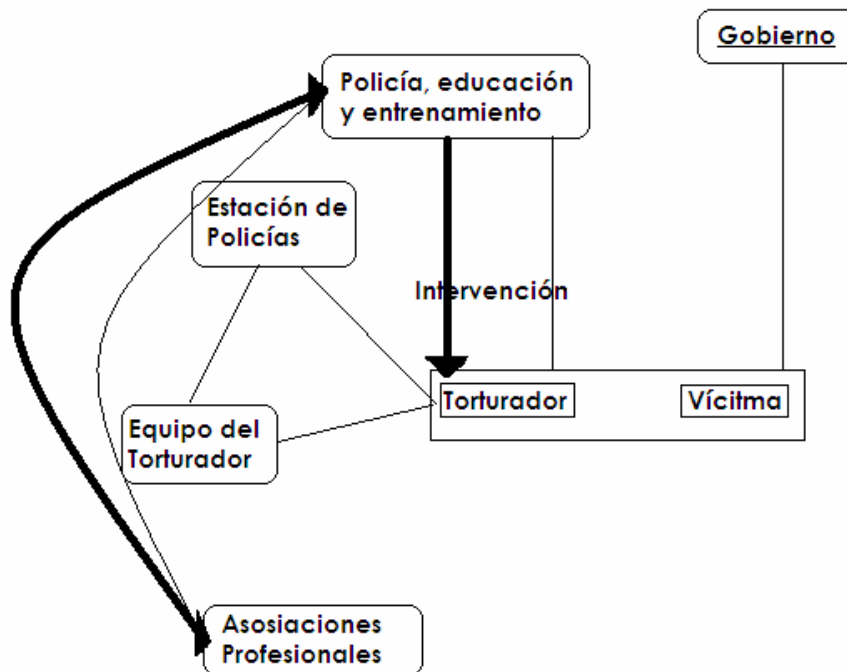 Gobierno
Policía, educación
y entrenamiento
Estación de
Policías
Intervención
Torturador
Vícitma
Equipo del
Torturador
Asosiaciones
Profesionales